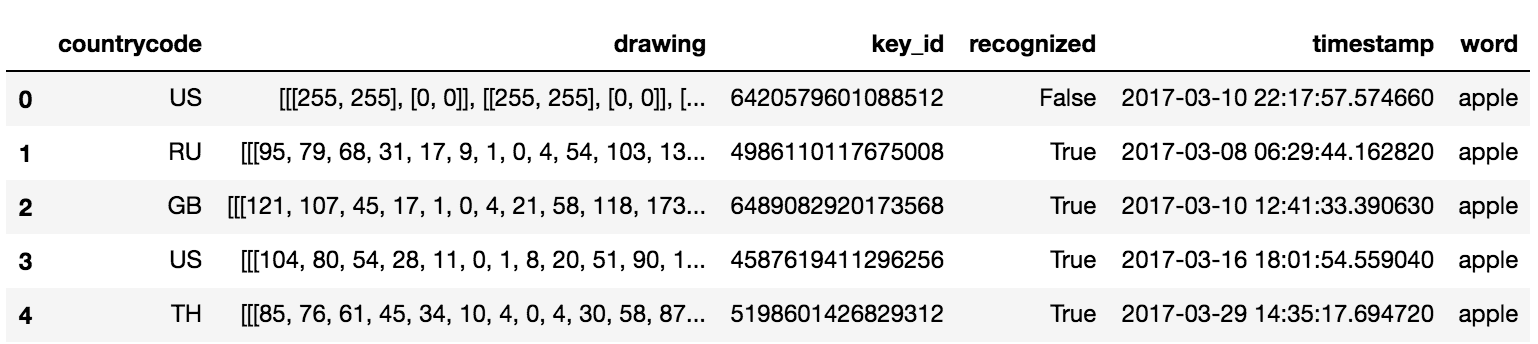 countrycode drawing key_id recognized timestamp word
0 US [[[255, 255], [0, 0]], [[255, 255], [0, 0]], [... 6420579601088512 False 2017-03-10 22:17:57.574660 apple
1 RU [[[95, 79, 68, 31, 17, 9, 1, 0, 4, 54, 103, 13... 4986110117675008 True 2017-03-08 06:29:44.162820 apple
2 GB [[[121, 107, 45, 17, 1, 0, 4, 21, 58, 118, 173... 6489082920173568 True 2017-03-10 12:41:33.390630 apple
3 US [[[104, 80, 54, 28, 11, 0, 1, 8, 20, 51, 90, 1... 4587619411296256 True 2017-03-16 18:01:54.559040 apple
4 TH [[[85, 76, 61, 45, 34, 10, 4, 0, 4, 30, 58, 87... 5198601426829312 True 2017-03-29 14:35:17.694720 apple